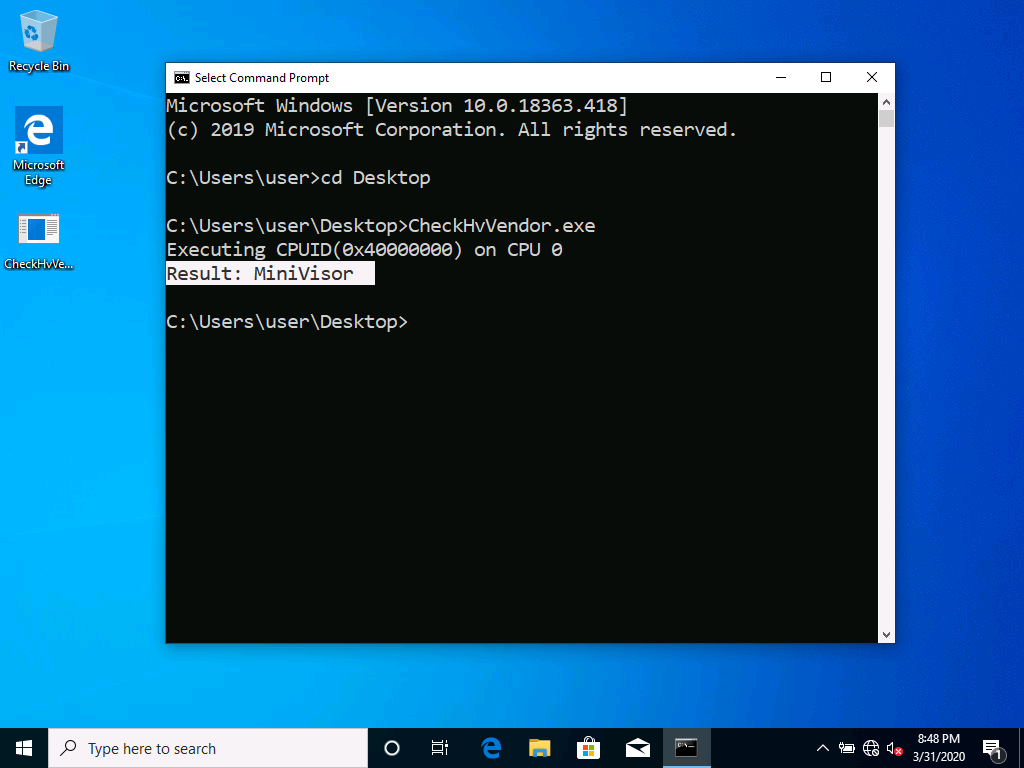 Recycle Bin
Microsoft
Edge
CheckHvVe...
Select Command Prompt
Microsoft Windows [Version 10.0.18363.418]
(c) 2019 Microsoft Corporation. All rights reserved.
C:\Users\user>cd Desktop
C:\Users\user\Desktop>CheckHvVendor.exe
Executing CPUID(0x40000000) on CPU 0
Result: MiniVisor
C:\Users\user\Desktop>
Type here to search
8:48 PM
3/31/2020
1